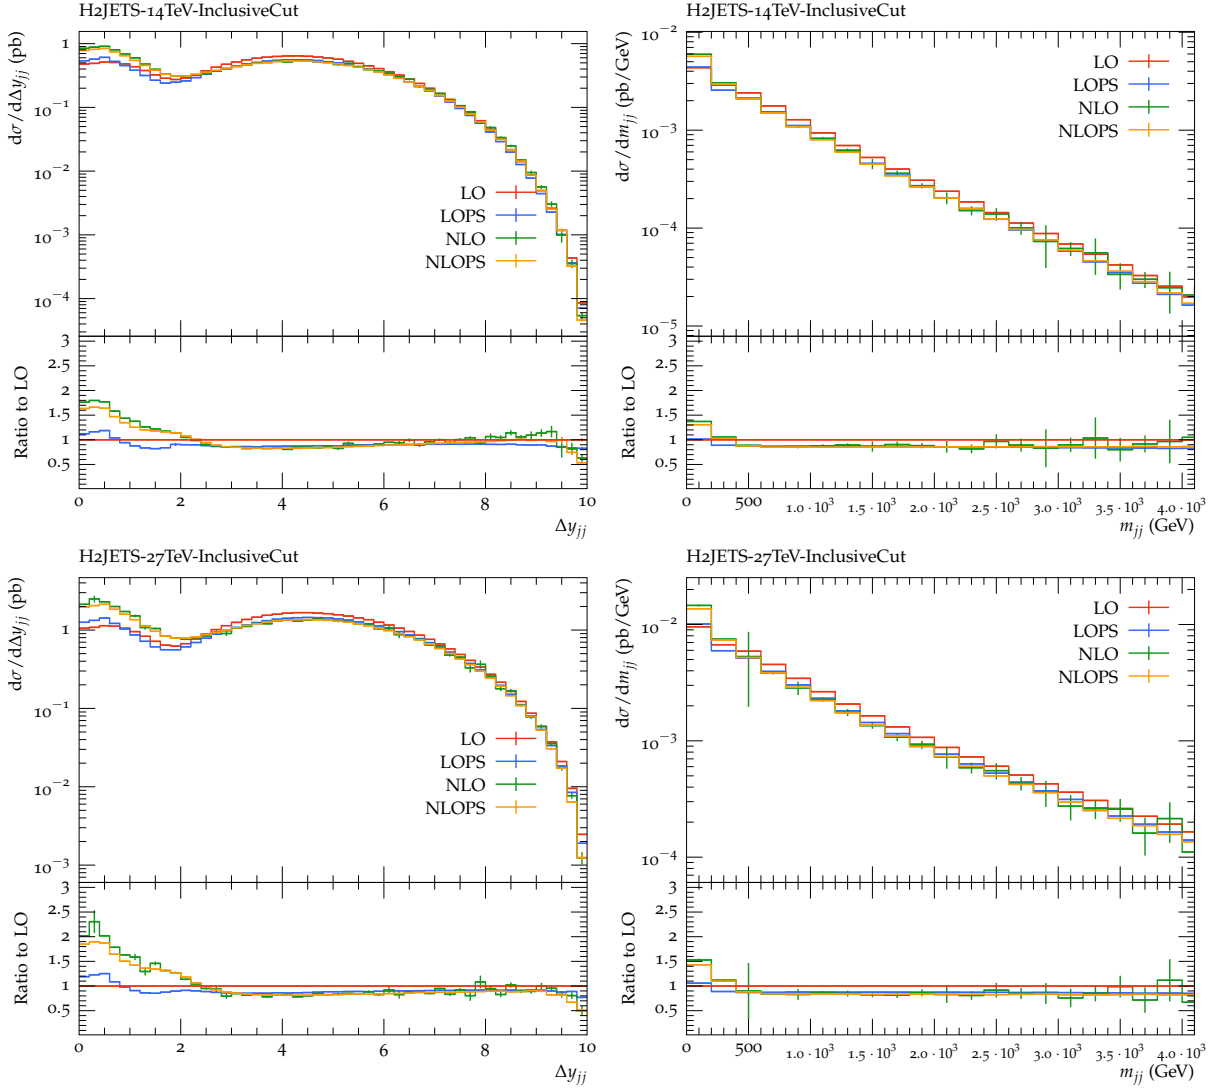 H2JETS-14TeV-InclusiveCut
dσ/dΔy_jj (pb)
1
10^−1
10^−2
10^−3
10^−4
LO
LOPS
NLO
NLOPS
Ratio to LO
3
2.5
2
1.5
1
0.5
0 2 4 6 8 10
Δy_jj
H2JETS-14TeV-InclusiveCut
dσ/dm_jj (pb/GeV)
10^−2
10^−3
10^−4
10^−5
LO
LOPS
NLO
NLOPS
Ratio to LO
3
2.5
2
1.5
1
0.5
0 500 1.0 · 10^3 1.5 · 10^3 2.0 · 10^3 2.5 · 10^3 3.0 · 10^3 3.5 · 10^3 4.0 · 10^3
m_jj (GeV)
H2JETS-27TeV-InclusiveCut
dσ/dΔy_jj (pb)
1
10^−1
10^−2
10^−3
LO
LOPS
NLO
NLOPS
Ratio to LO
3
2.5
2
1.5
1
0.5
0 2 4 6 8 10
Δy_jj
H2JETS-27TeV-InclusiveCut
dσ/dm_jj (pb/GeV)
10^−2
10^−3
10^−4
LO
LOPS
NLO
NLOPS
Ratio to LO
3
2.5
2
1.5
1
0.5
0 500 1.0 · 10^3 1.5 · 10^3 2.0 · 10^3 2.5 · 10^3 3.0 · 10^3 3.5 · 10^3 4.0 · 10^3
m_jj (GeV)